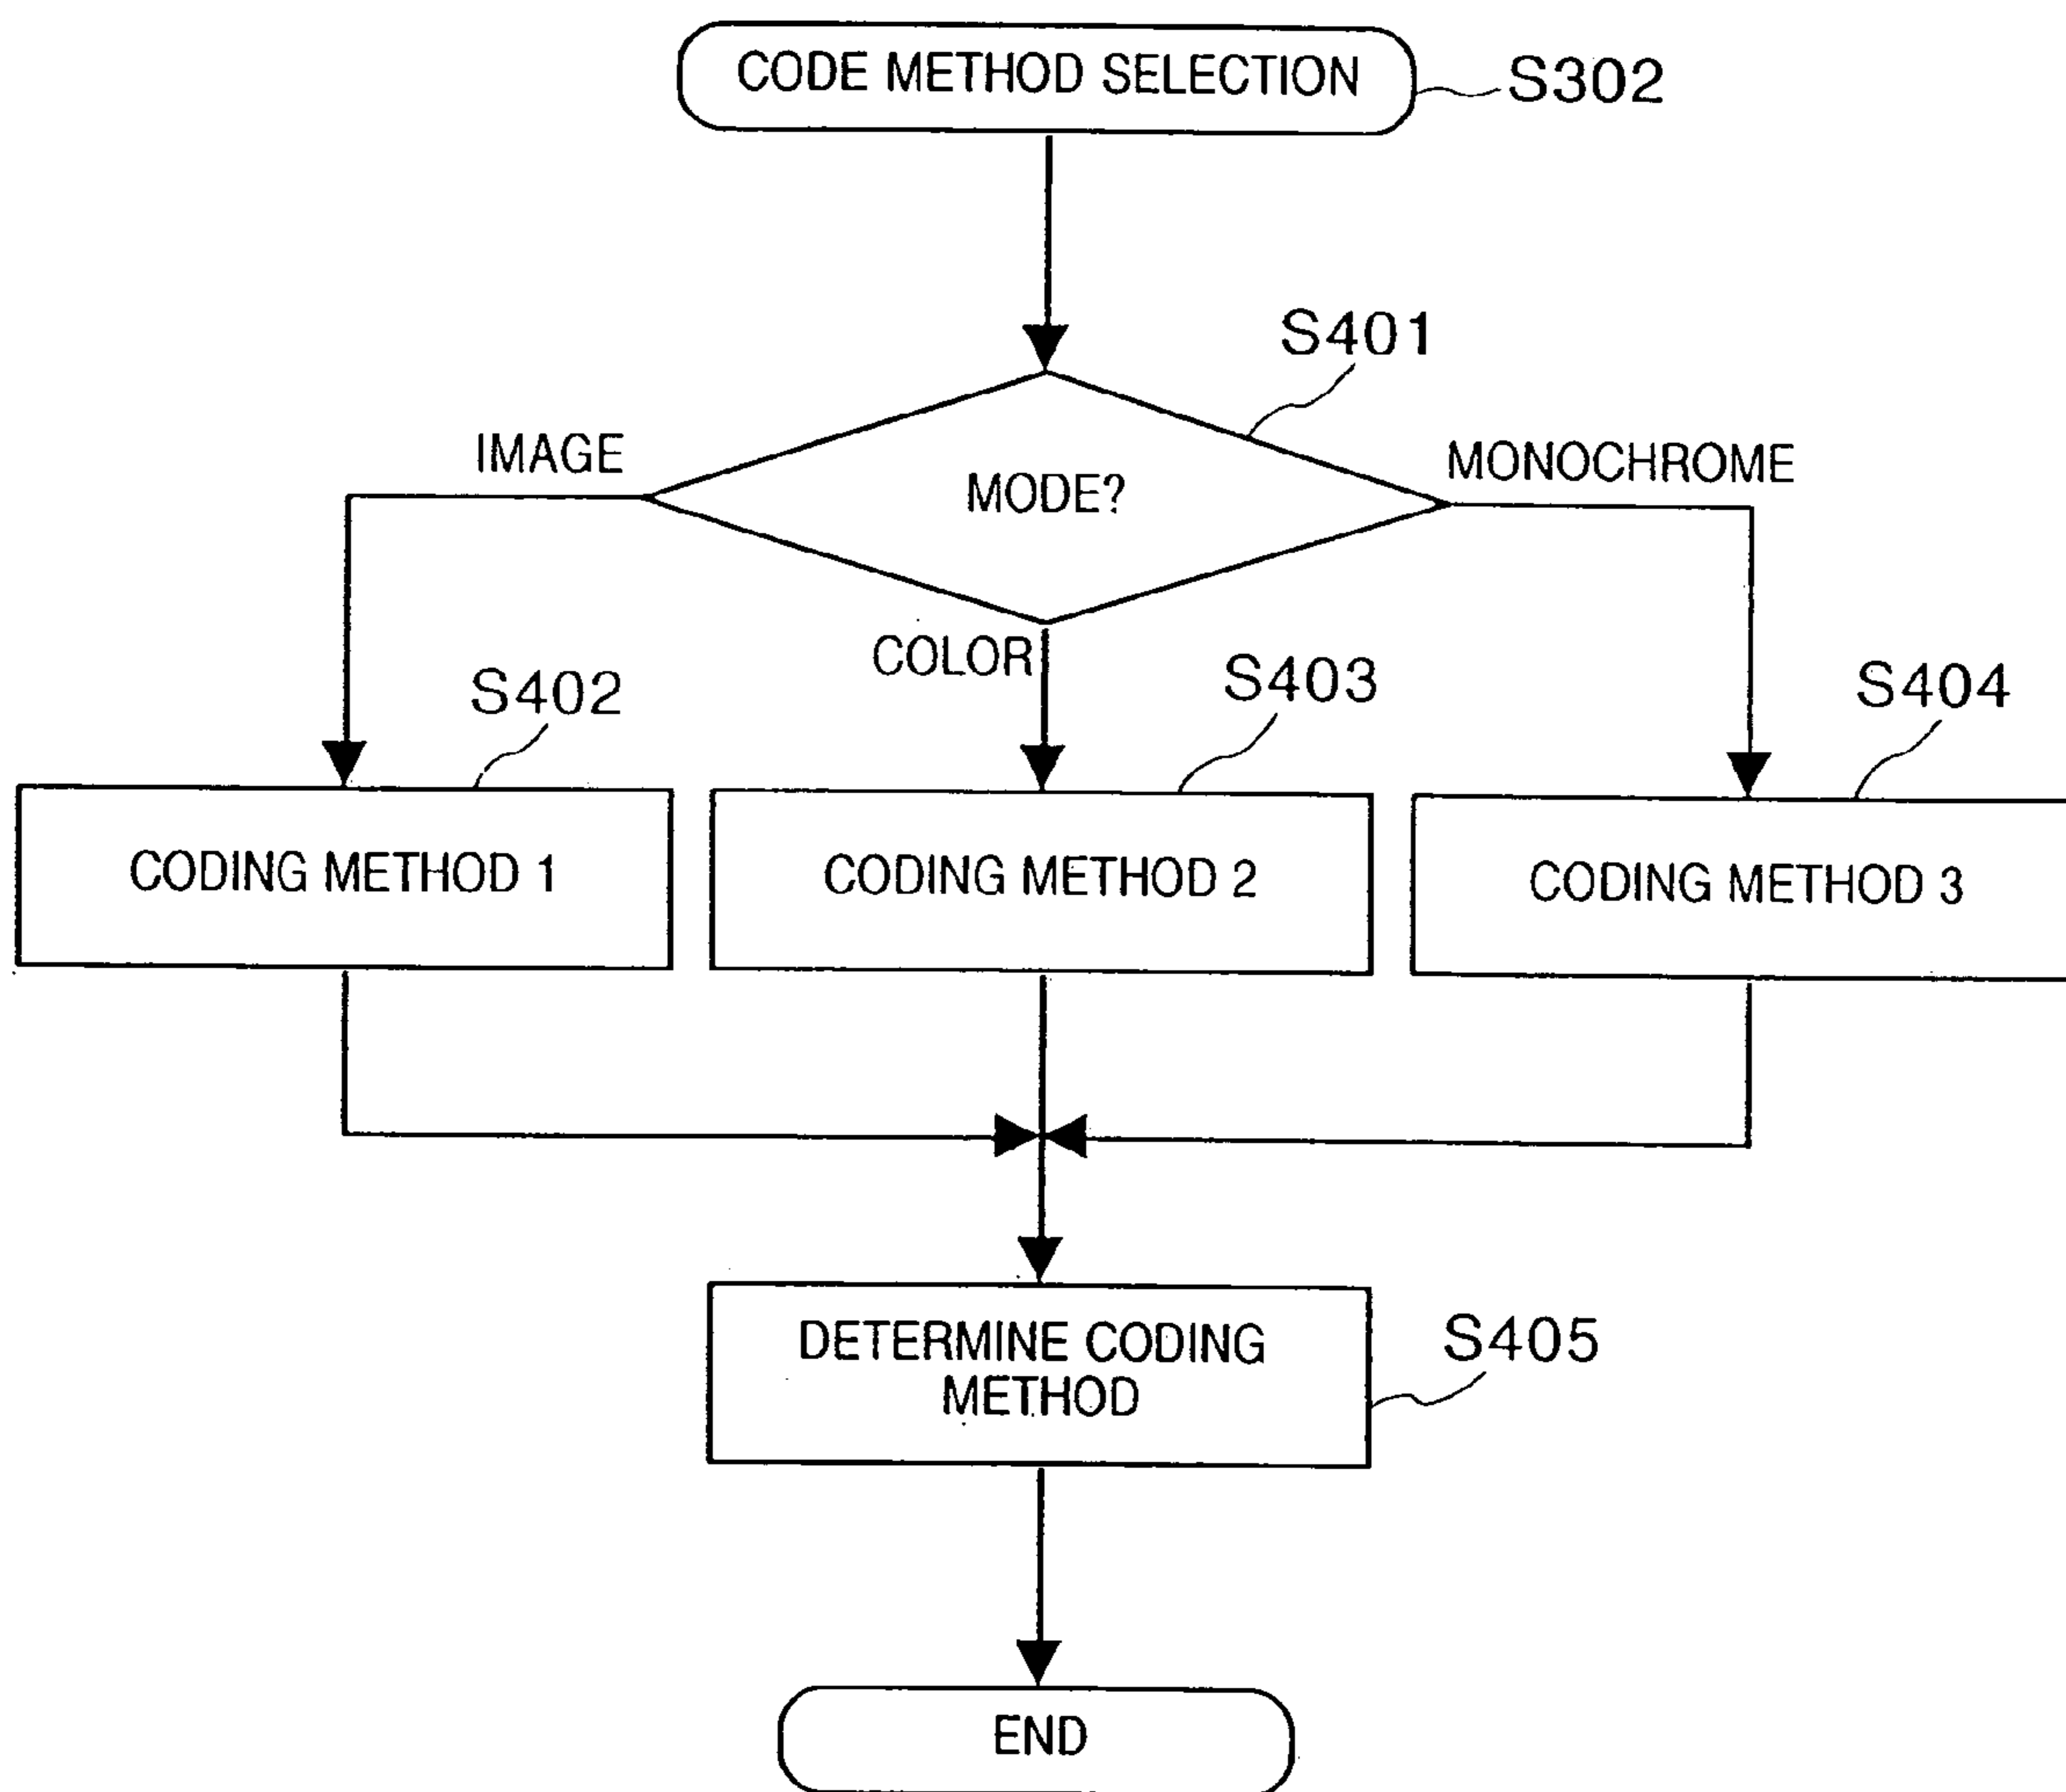 CODE METHOD SELECTION
S302
S401
IMAGE
MODE?
MONOCHROME
COLOR
S402
S403
S404
CODING METHOD 1
CODING METHOD 2
CODING METHOD 3
DETERMINE CODING
METHOD
S405
END